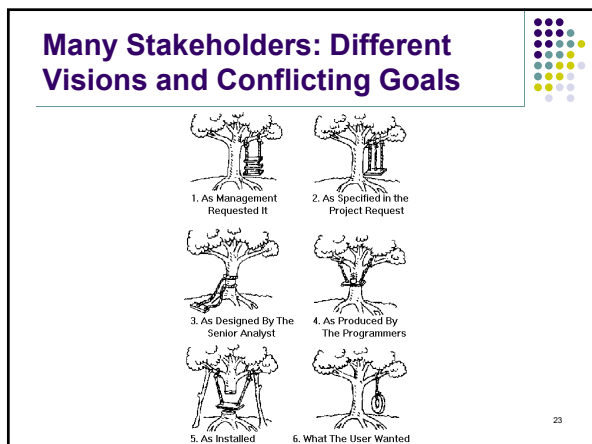 Many Stakeholders: Different
Visions and Conflicting Goals
1. As Management
Requested It
2. As Specified in the
Project Request
3. As Designed By The
Senior Analyst
4. As Produced By
The Programmers
5. As Installed
6. What The User Wanted
23